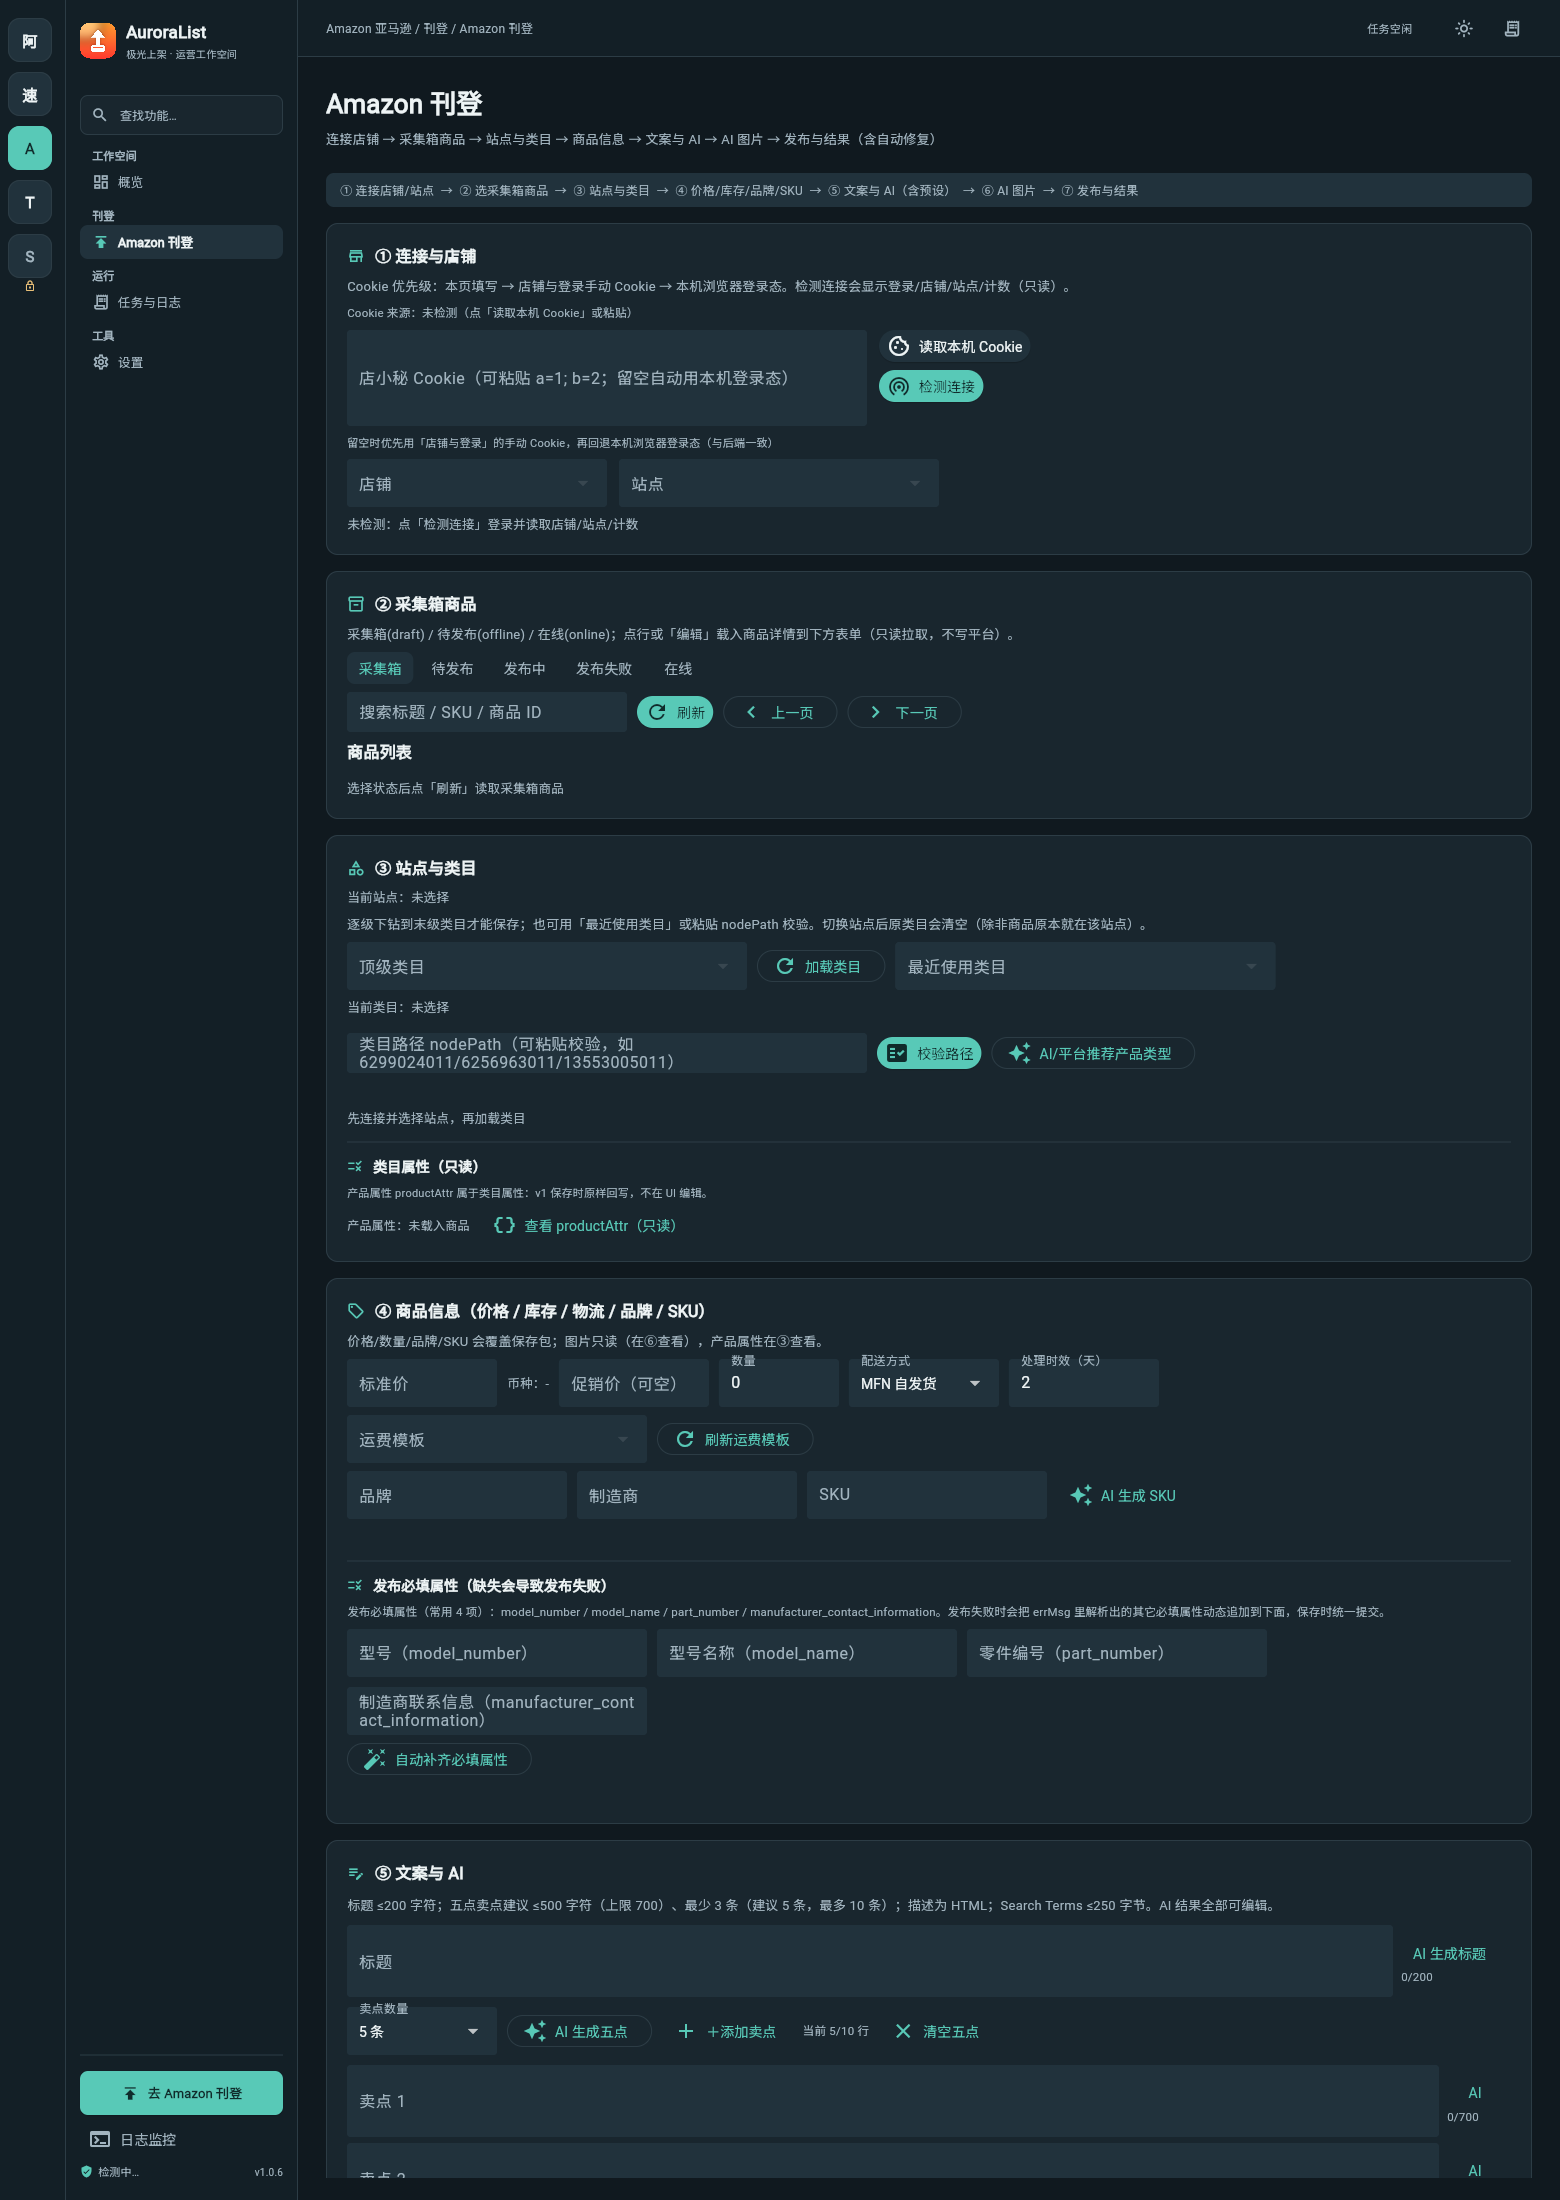 阿
速
A
T
S
AuroraList
极光上架 · 运营工作空间
查找功能...
工作空间
概览
刊登
Amazon 刊登
运行
任务与日志
工具
设置
去 Amazon 刊登
日志监控
检测中...
v1.0.6
Amazon 亚马逊 / 刊登 / Amazon 刊登
任务空闲
Amazon 刊登
连接店铺 → 采集箱商品 → 站点与类目 → 商品信息 → 文案与 AI → AI 图片 → 发布与结果（含自动修复）
① 连接店铺/站点 → ② 选采集箱商品 → ③ 站点与类目 → ④ 价格/库存/品牌/SKU → ⑤ 文案与 AI（含预设） → ⑥ AI 图片 → ⑦ 发布与结果
① 连接与店铺
Cookie 优先级：本页填写 → 店铺与登录手动 Cookie → 本机浏览器登录态。检测连接会显示登录/店铺/站点/计数（只读）。
Cookie 来源：未检测（点「读取本机 Cookie」或粘贴）
店小秘 Cookie（可粘贴 a=1; b=2；留空自动用本机登录态）
读取本机 Cookie
检测连接
留空时优先用「店铺与登录」的手动 Cookie，再回退本机浏览器登录态（与后端一致）
店铺
站点
未检测：点「检测连接」登录并读取店铺/站点/计数
② 采集箱商品
采集箱(draft) / 待发布(offline) / 在线(online)；点行或「编辑」载入商品详情到下方表单（只读拉取，不写平台）。
采集箱 待发布 发布中 发布失败 在线
搜索标题 / SKU / 商品 ID
刷新
上一页
下一页
商品列表
选择状态后点「刷新」读取采集箱商品
③ 站点与类目
当前站点：未选择
逐级下钻到末级类目才能保存；也可用「最近使用类目」或粘贴 nodePath 校验。切换站点后原类目会清空（除非商品原本就在该站点）。
顶级类目
加载类目
最近使用类目
当前类目：未选择
类目路径 nodePath（可粘贴校验，如
6299024011/6256963011/13553005011）
校验路径
AI/平台推荐产品类型
先连接并选择站点，再加载类目
类目属性（只读）
产品属性 productAttr 属于类目属性：v1 保存时原样回写，不在 UI 编辑。
产品属性：未载入商品
查看 productAttr（只读）
④ 商品信息（价格 / 库存 / 物流 / 品牌 / SKU）
价格/数量/品牌/SKU 会覆盖保存包；图片只读（在⑥查看），产品属性在③查看。
标准价
币种：-
促销价（可空）
数量
0
配送方式
MFN 自发货
处理时效（天）
2
运费模板
刷新运费模板
品牌
制造商
SKU
AI 生成 SKU
发布必填属性（缺失会导致发布失败）
发布必填属性（常用 4 项）：model_number / model_name / part_number / manufacturer_contact_information。发布失败时会把 errMsg 里解析出的其它必填属性动态追加到下面，保存时统一提交。
型号（model_number）
型号名称（model_name）
零件编号（part_number）
制造商联系信息（manufacturer_cont
act_information）
自动补齐必填属性
⑤ 文案与 AI
标题 ≤200 字符；五点卖点建议 ≤500 字符（上限 700）、最少 3 条（建议 5 条，最多 10 条）；描述为 HTML；Search Terms ≤250 字节。AI 结果全部可编辑。
标题
AI 生成标题
0/200
卖点数量
5 条
AI 生成五点
＋添加卖点
当前 5/10 行
清空五点
卖点 1
AI
0/700
卖点 2
AI